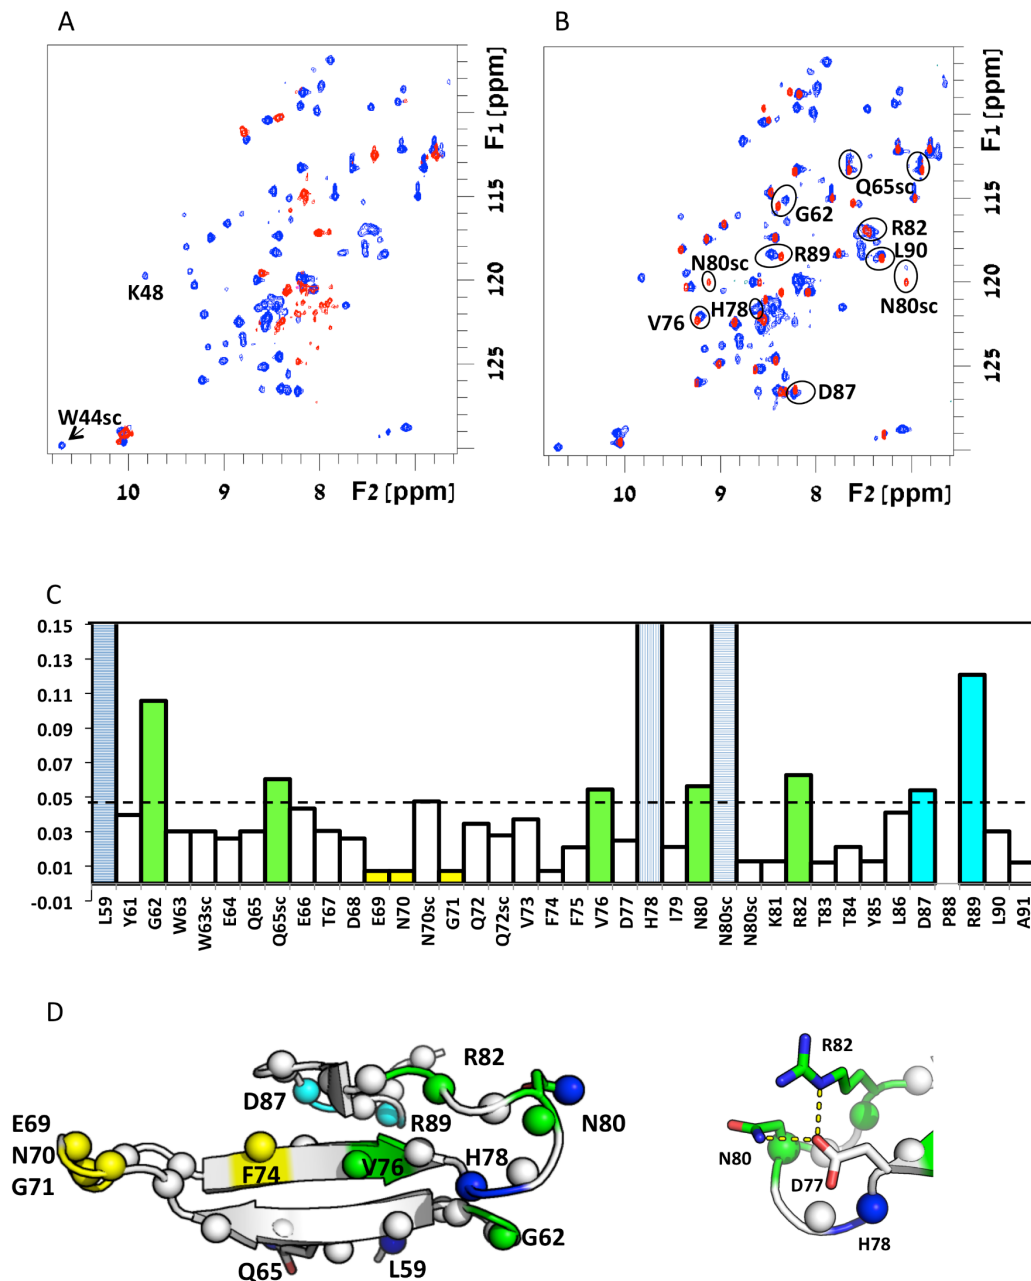 A
B
K48
W44sc
115
120
125
F1 [ppm]
10
9
8
F2 [ppm]
Q65sc
G62
R82
R89
L90
N80sc
N80sc
H78
V76
D87
115
120
125
F1 [ppm]
10
9
8
F2 [ppm]
C
0.15
0.13
0.11
0.09
0.07
0.05
0.03
0.01
-0.01
L59
Y61
G62
W63
W63sc
E64
Q65
Q65sc
E66
T67
D68
E69
N70
N70sc
G71
Q72
Q72sc
V73
F74
F75
V76
D77
H78
I79
N80
N80sc
N80sc
K81
R82
T83
T84
Y85
L86
D87
P88
R89
L90
A91
D
R82
D87
R89
N80
E69
N70
G71
F74
V76
H78
G62
Q65
L59
R82
N80
D77
H78